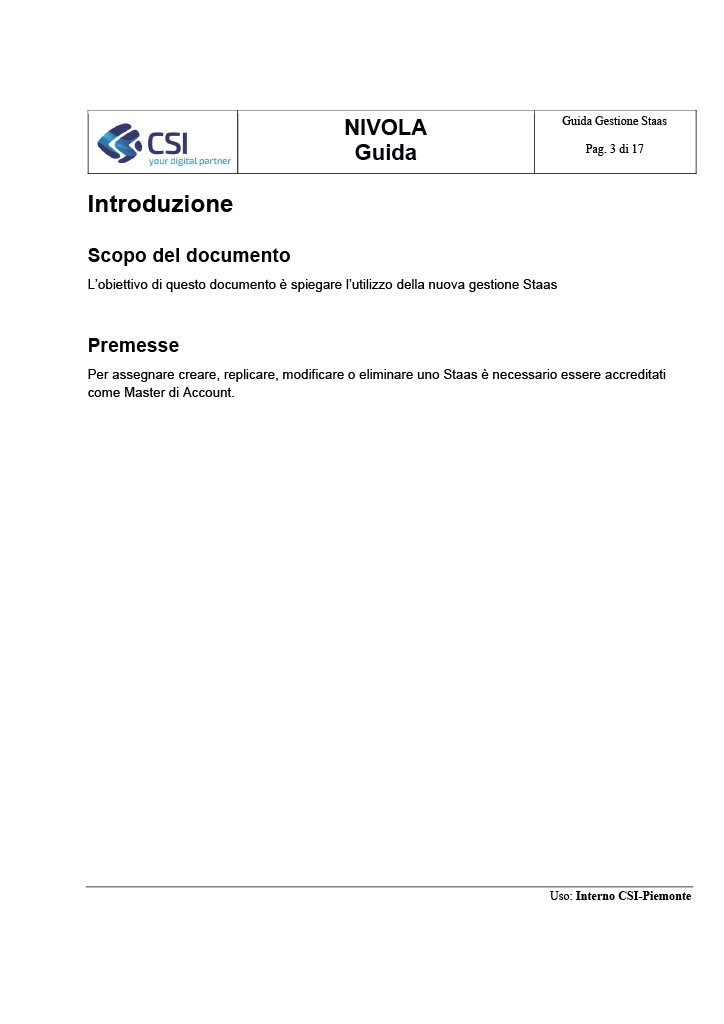 CSI
your digital partner
NIVOLA
Guida
Guida Gestione Staas
Pag. 3 di 17
Introduzione
Scopo del documento
L’obiettivo di questo documento è spiegare l’utilizzo della nuova gestione Staas
Premesse
Per assegnare creare, replicare, modificare o eliminare uno Staas è necessario essere accreditati
come Master di Account.
Uso: Interno CSI-Piemonte